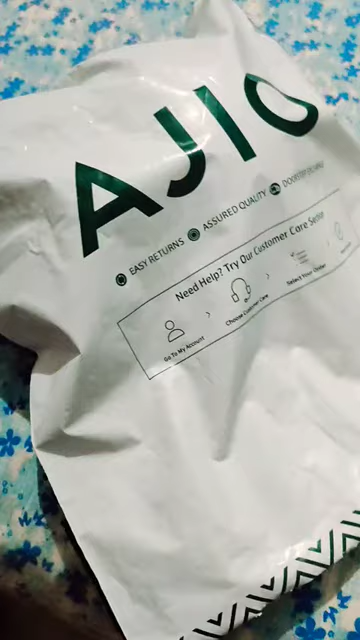 AJIO
EASY RETURNS ASSURED QUALITY
Need Help? Try Our Customer Care
Go To My Account
Choose Customer Care
Select Your Order